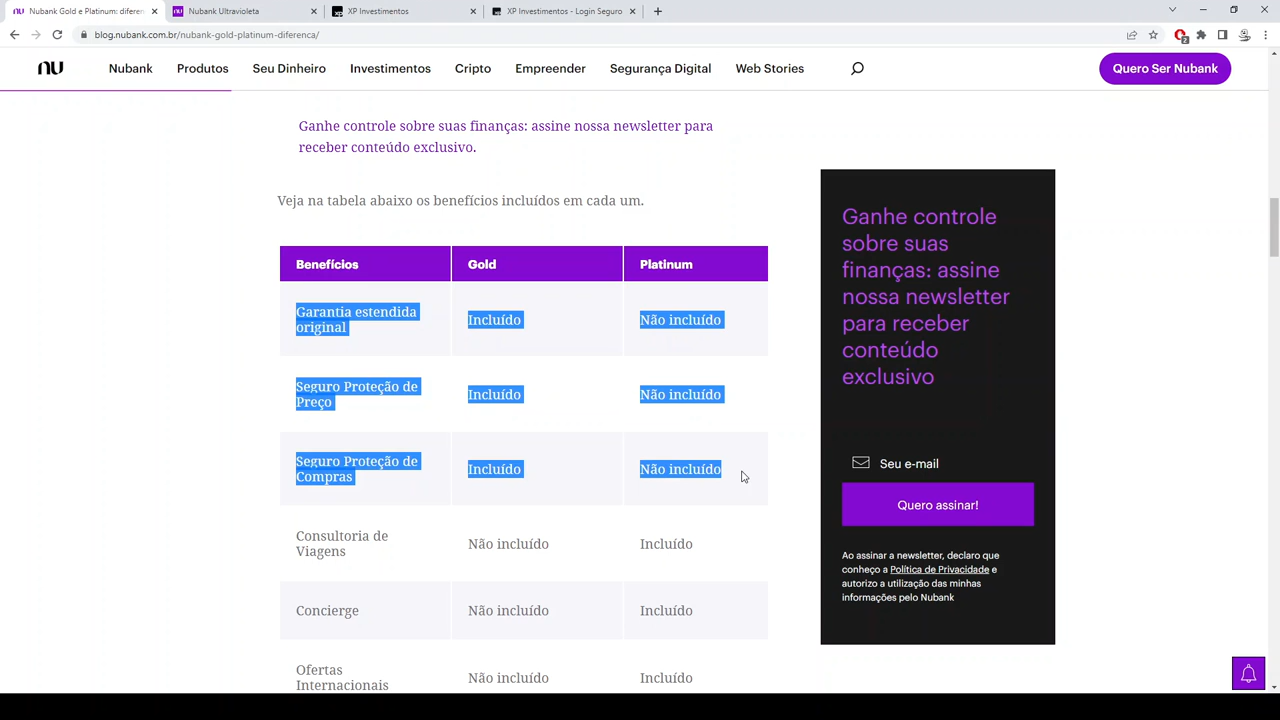 Nubank Gold e Platinum: diferen
Nubank Ultravioleta
XP Investimentos
XP Investimentos - Login Seguro
blog.nubank.com.br/nubank-gold-platinum-diferenca/
2
nu
Nubank
Produtos
Seu Dinheiro
Investimentos
Cripto
Empreender
Segurança Digital
Web Stories
Quero Ser Nubank
Ganhe controle sobre suas finanças: assine nossa newsletter para
receber conteúdo exclusivo.
Veja na tabela abaixo os benefícios incluídos em cada um.
Benefícios Gold Platinum
Garantia estendida
original
Incluído
Não incluído
Seguro Proteção de
Preço
Incluído
Não incluído
Seguro Proteção de
Compras
Incluído
Não incluído
Consultoria de
Viagens
Não incluído
Incluído
Concierge
Não incluído
Incluído
Ofertas
Internacionais
Não incluído
Incluído
Ganhe controle
sobre suas
finanças: assine
nossa newsletter
para receber
conteúdo
exclusivo
Seu e-mail
Quero assinar!
Ao assinar a newsletter, declaro que
conheço a Política de Privacidade e
autorizo a utilização das minhas
informações pelo Nubank